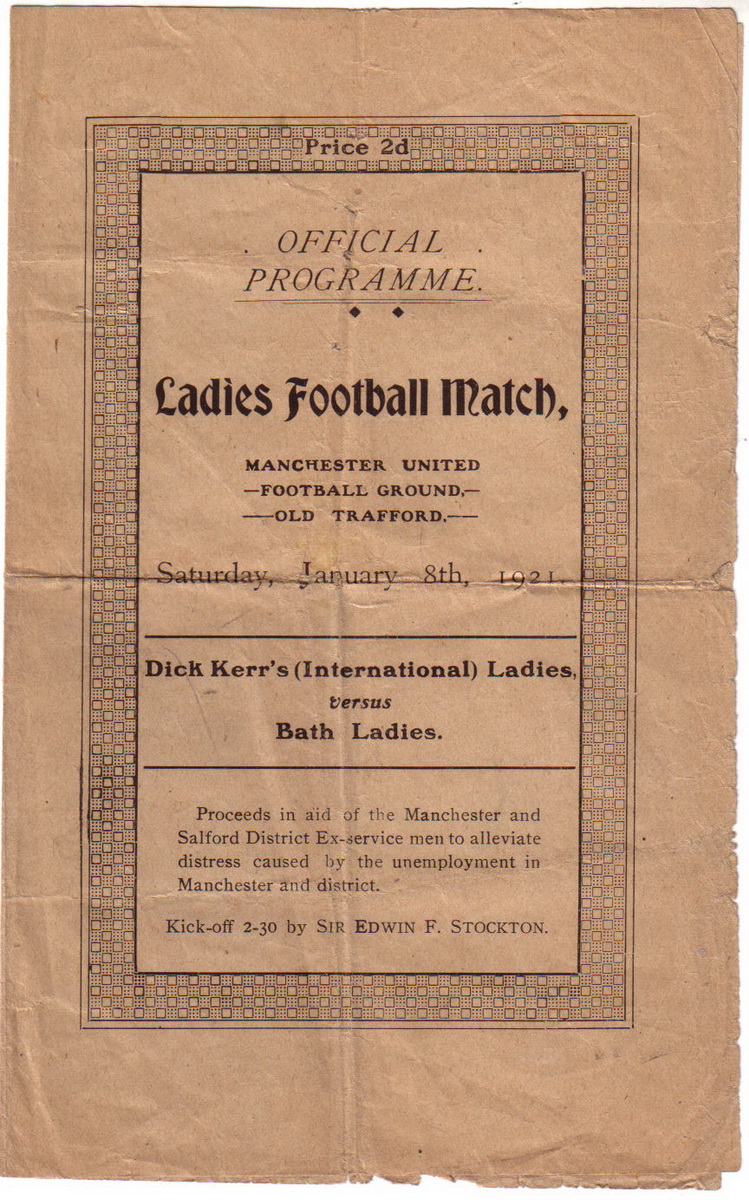 Price 2d
. OFFICIAL .
PROGRAMME.
Ladies Football Match,
MANCHESTER UNITED
—FOOTBALL GROUND,—
—OLD TRAFFORD,—
Saturday, January 8th, 1921.
Dick Kerr's (International) Ladies,
versus
Bath Ladies.
Proceeds in aid of the Manchester and
Salford District Ex-service men to alleviate
distress caused by the unemployment in
Manchester and district.
Kick-off 2-30 by SIR EDWIN F. STOCKTON.